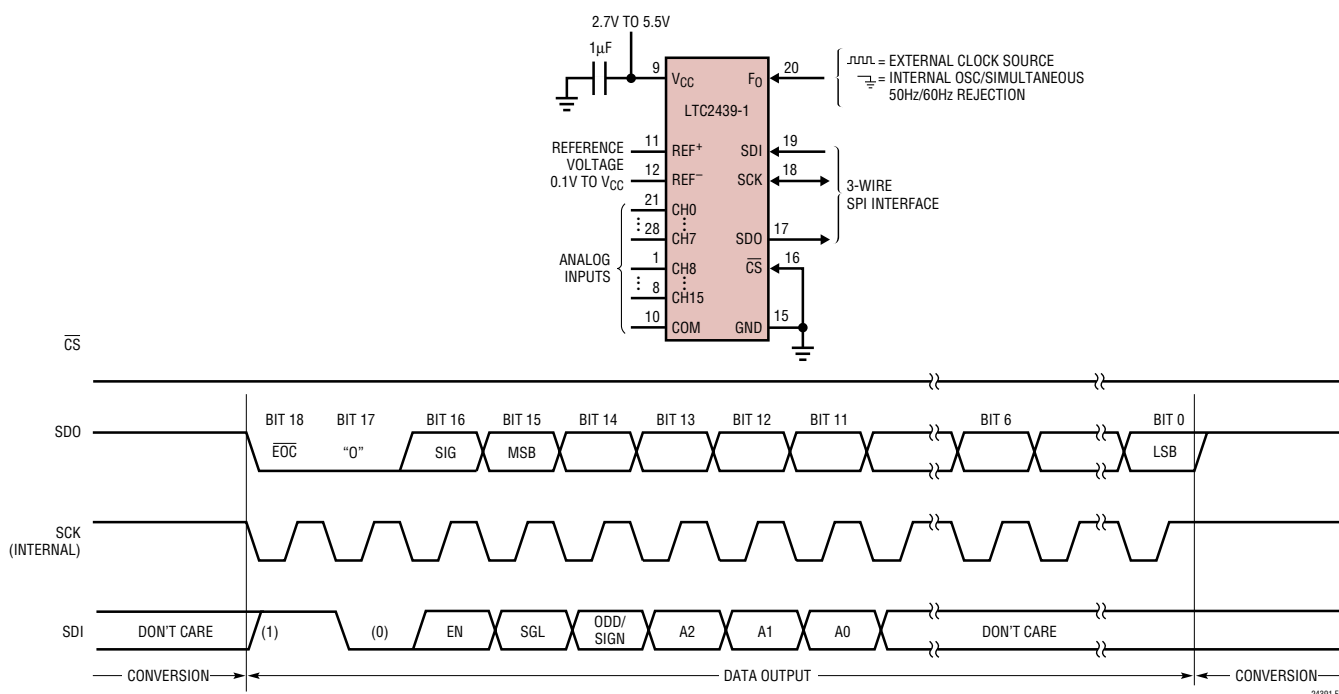 2.7V TO 5.5V
1µF
9
VCC
FO
20
= EXTERNAL CLOCK SOURCE
= INTERNAL OSC/SIMULTANEOUS
50Hz/60Hz REJECTION
LTC2439-1
REFERENCE
VOLTAGE
0.1V TO VCC
11
REF+
12
REF–
SDI
19
SCK
18
3-WIRE
SPI INTERFACE
ANALOG
INPUTS
21
CH0
28
CH7
1
CH8
8
CH15
10
COM
SDO
17
CS
16
GND
15
CS
SDO
BIT 18
BIT 17
BIT 16
BIT 15
BIT 14
BIT 13
BIT 12
BIT 11
BIT 6
BIT 0
EOC
“0”
SIG
MSB
LSB
SCK
(INTERNAL)
SDI
DON'T CARE
(1)
(0)
EN
SGL
ODD/
SIGN
A2
A1
A0
DON'T CARE
CONVERSION
DATA OUTPUT
CONVERSION